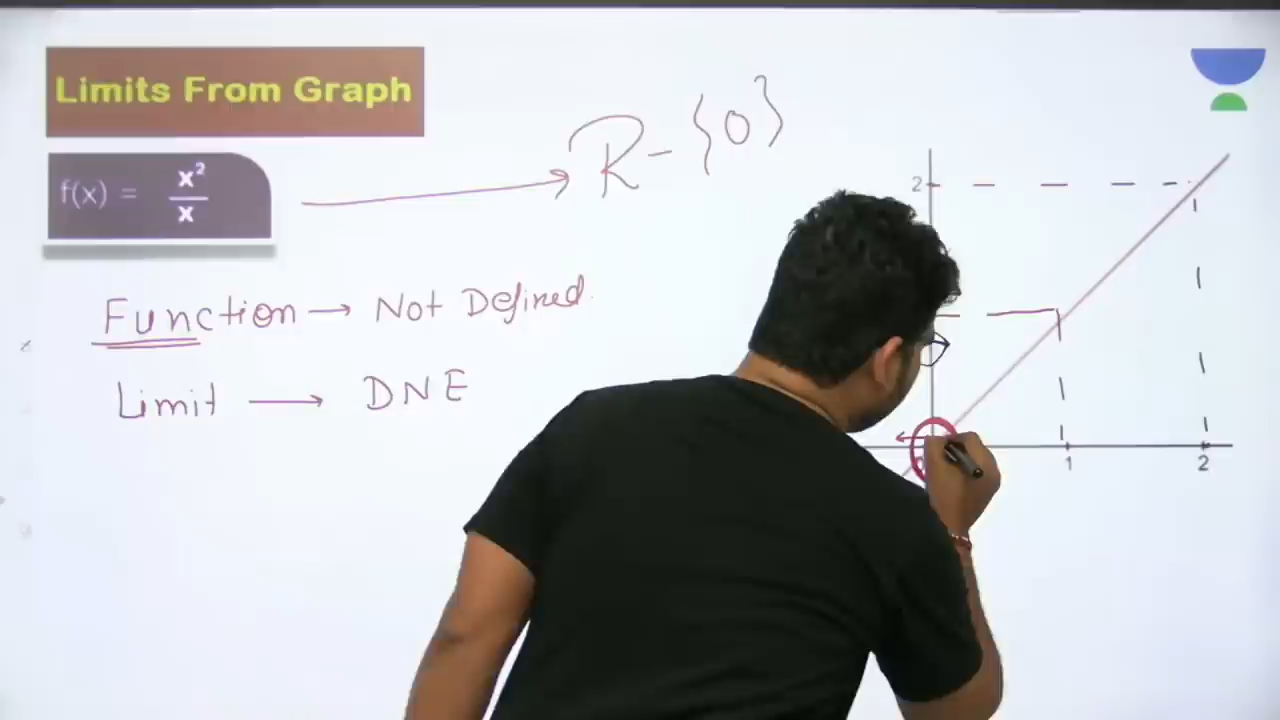 Limits From Graph
f(x) = x²/x
R - {0}
Function → Not Defined.
Limit → DNE
2
1
2